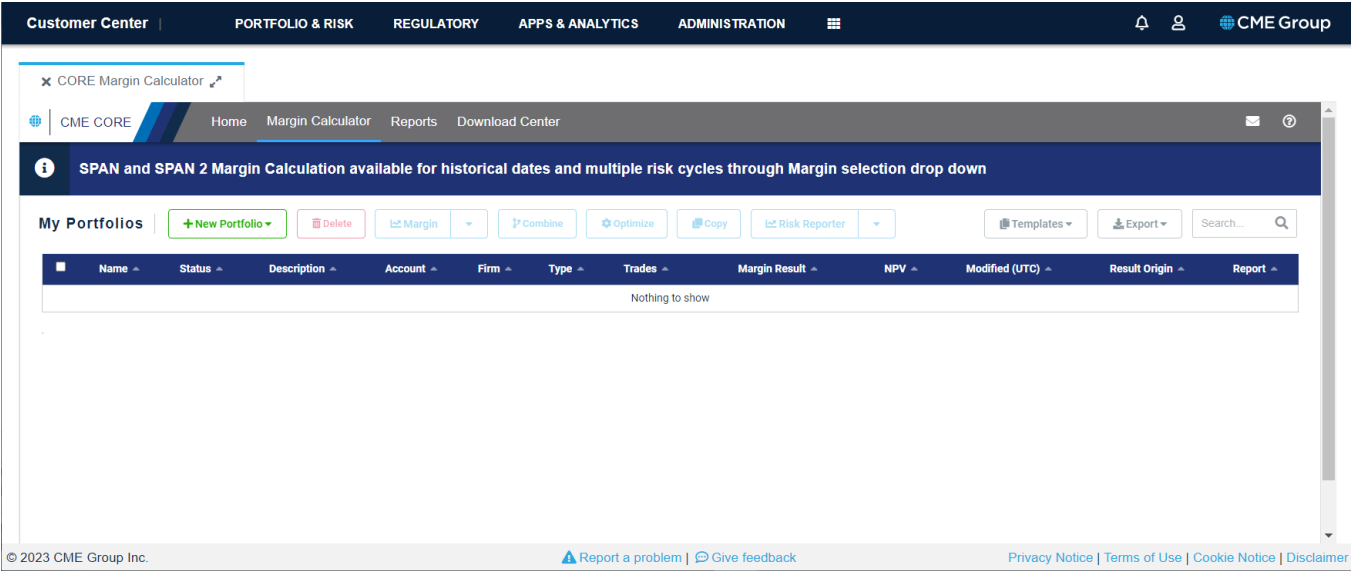 Customer Center | PORTFOLIO & RISK REGULATORY APPS & ANALYTICS ADMINISTRATION CME Group
CORE Margin Calculator
CME CORE Home Margin Calculator Reports Download Center
SPAN and SPAN 2 Margin Calculation available for historical dates and multiple risk cycles through Margin selection drop down
My Portfolios + New Portfolio Delete Margin Combine Optimize Copy Risk Reporter Templates Export Search...
Name Status Description Account Firm Type Trades Margin Result NPV Modified (UTC) Result Origin Report
Nothing to show
© 2023 CME Group Inc. Report a problem | Give feedback Privacy Notice | Terms of Use | Cookie Notice | Disclaimer